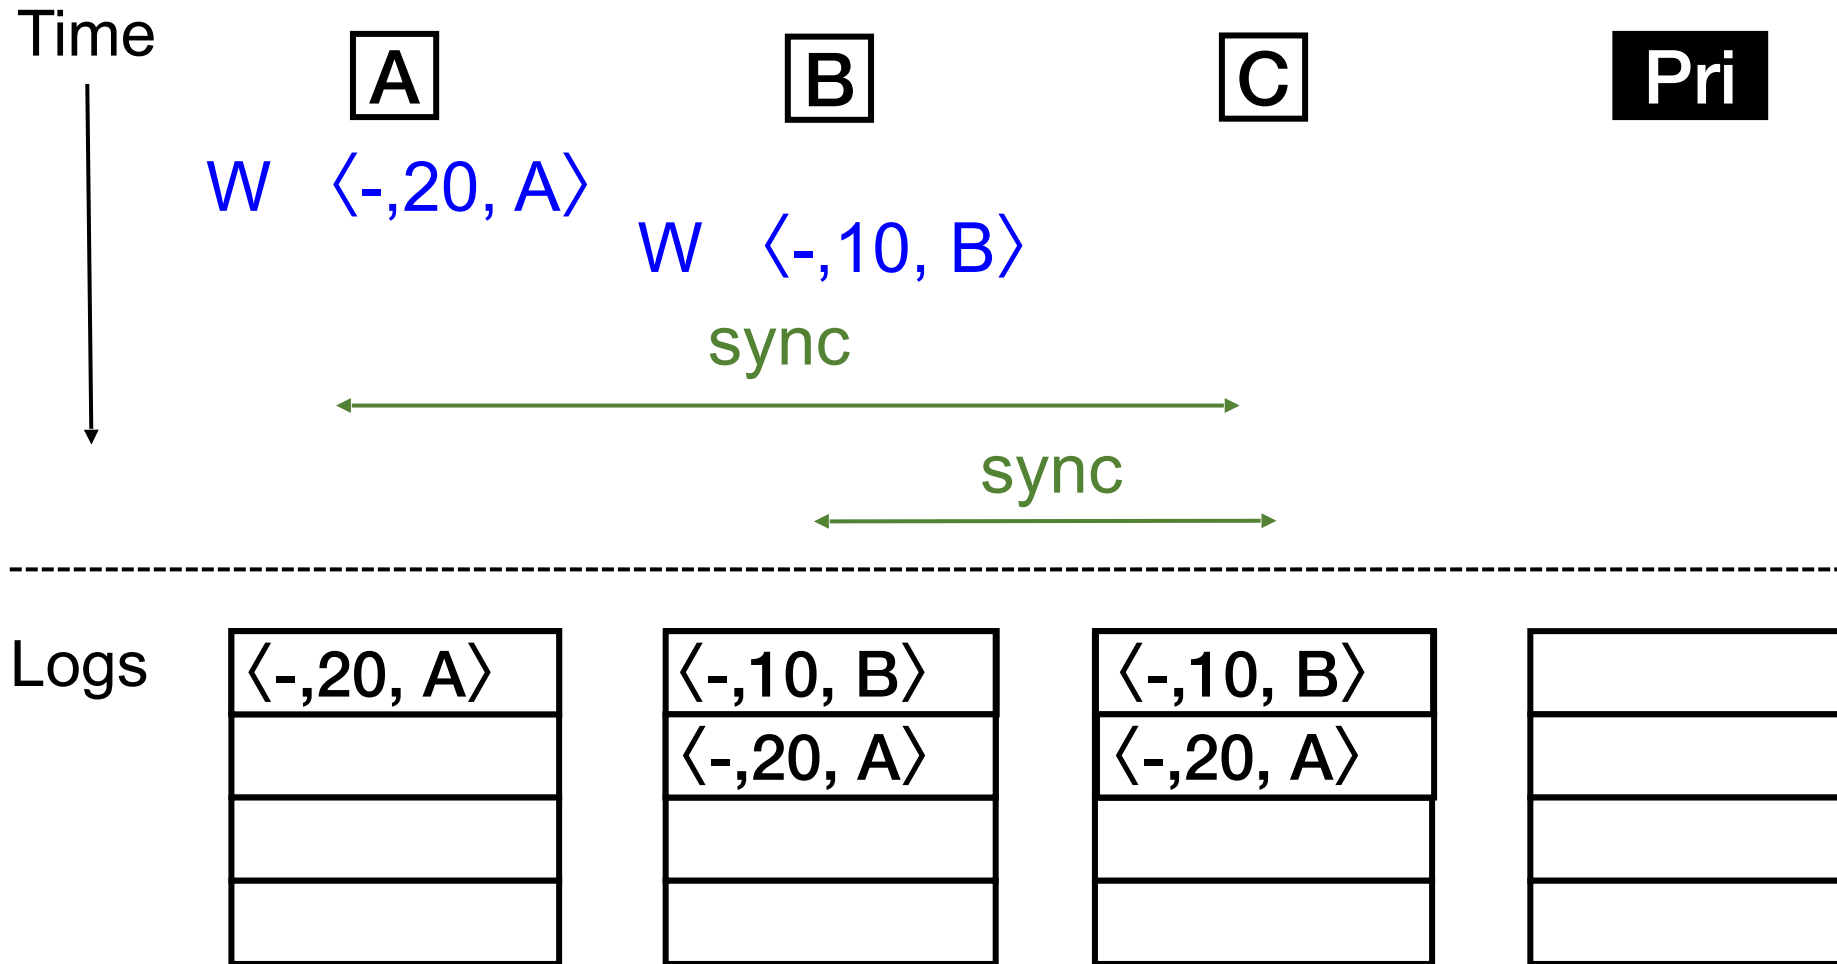 Time
A B C Pri
W 〈-,20, A〉
W 〈-,10, B〉
sync
sync
Logs
〈-,20, A〉 〈-,10, B〉 〈-,10, B〉
〈-,20, A〉 〈-,20, A〉